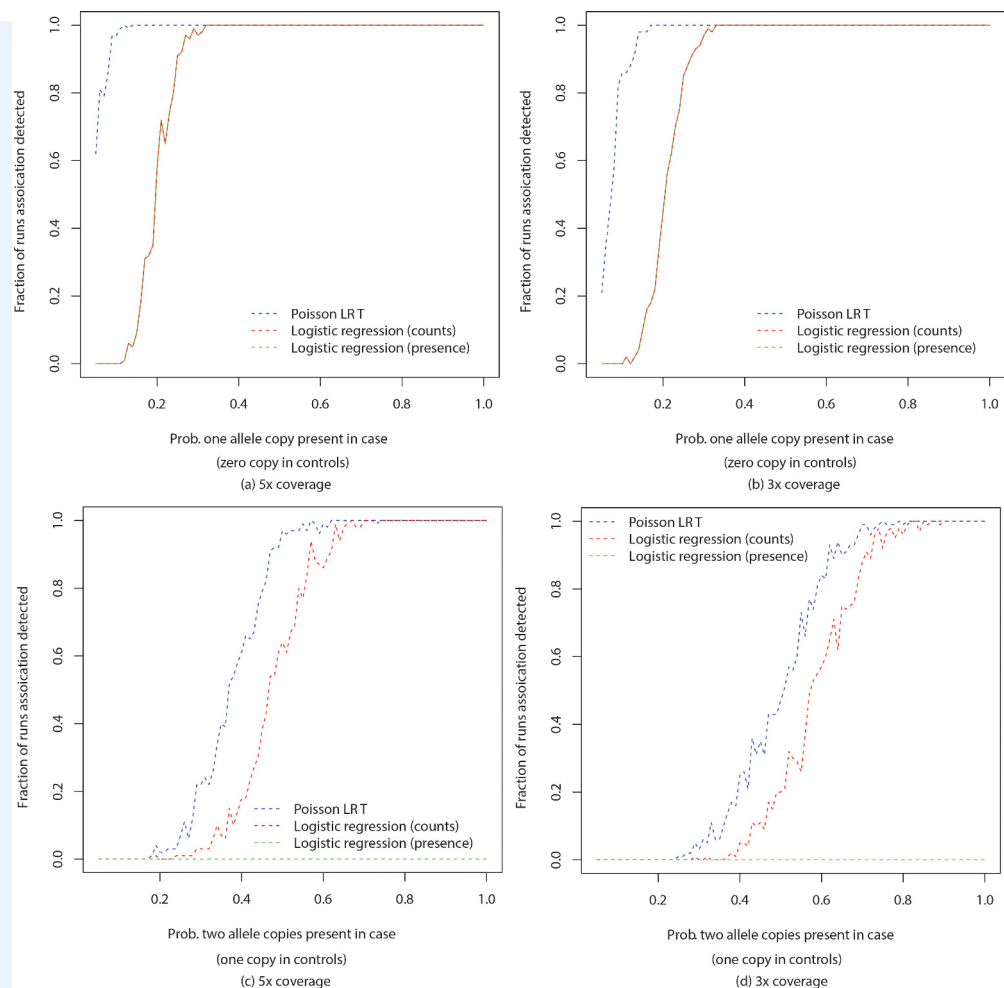 Fraction of runs assoication detected
1.0
0.8
0.6
0.4
0.2
0.0
Poisson LRT
Logistic regression (counts)
Logistic regression (presence)
0.2 0.4 0.6 0.8 1.0
Prob. one allele copy present in case
(zero copy in controls)
(a) 5x coverage
Fraction of runs assoication detected
1.0
0.8
0.6
0.4
0.2
0.0
Poisson LRT
Logistic regression (counts)
Logistic regression (presence)
0.2 0.4 0.6 0.8 1.0
Prob. one allele copy present in case
(zero copy in controls)
(b) 3x coverage
Fraction of runs assoication detected
1.0
0.8
0.6
0.4
0.2
0.0
Poisson LRT
Logistic regression (counts)
Logistic regression (presence)
0.2 0.4 0.6 0.8 1.0
Prob. two allele copies present in case
(one copy in controls)
(c) 5x coverage
Fraction of runs assoication detected
1.0
0.8
0.6
0.4
0.2
0.0
Poisson LRT
Logistic regression (counts)
Logistic regression (presence)
0.2 0.4 0.6 0.8 1.0
Prob. two allele copies present in case
(one copy in controls)
(d) 3x coverage